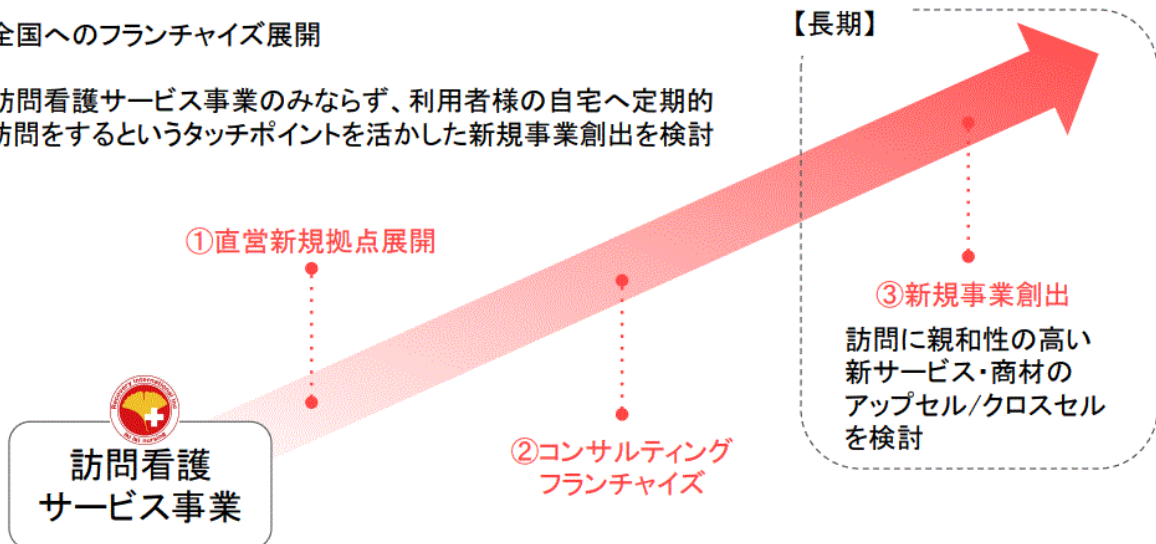 全国へのフランチャイズ展開
訪問看護サービス事業のみならず、利用者様の自宅へ定期的
訪問をするというタッチポイントを活かした新規事業創出を検討
【長期】
①直営新規拠点展開
②コンサルティング
フランチャイズ
③新規事業創出
訪問に親和性の高い
新サービス・商材の
アップセル/クロスセル
を検討
Recovery International Inc
訪問看護
サービス事業